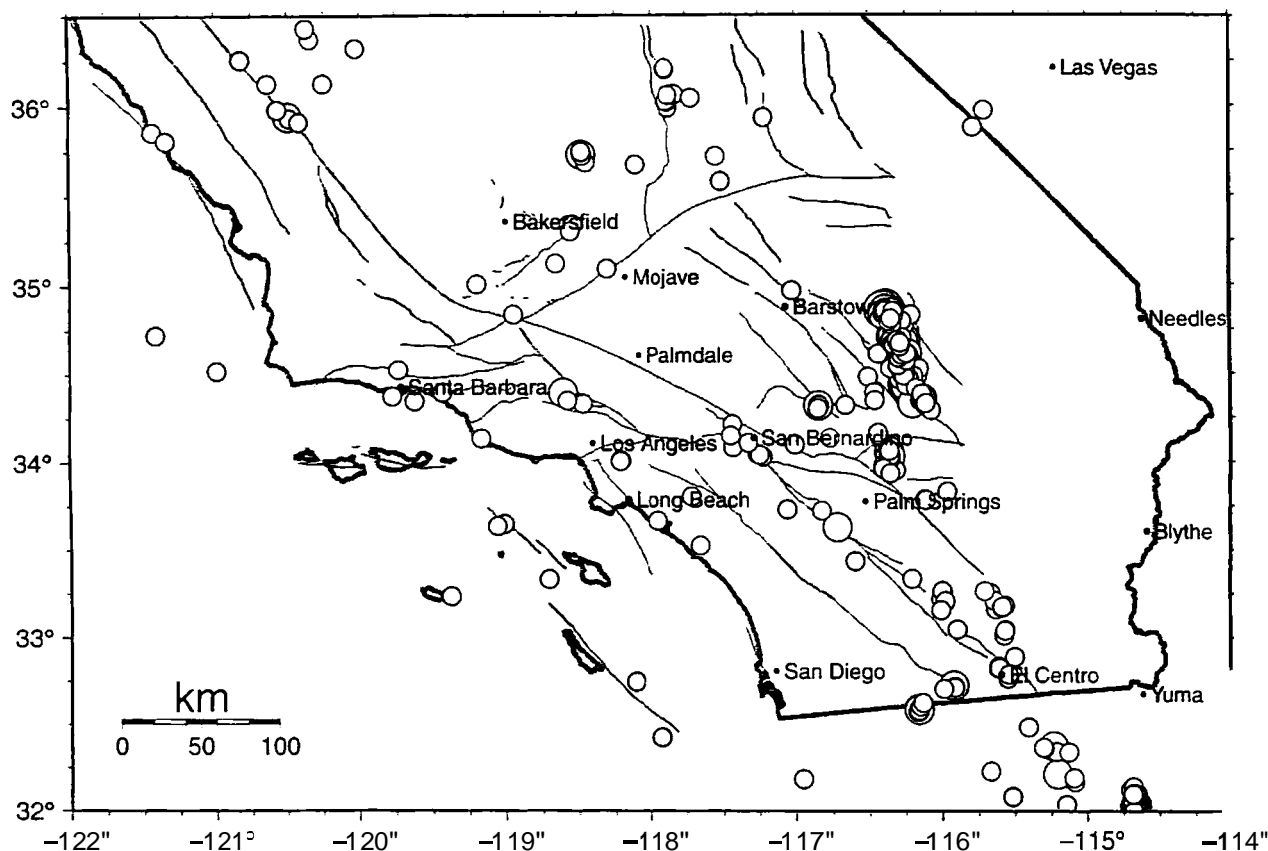 Las Vegas
36°
Bakersfield
Mojave
35°
Barstow
Needles
Palmdale
Santa Barbara
Los Angeles
San Bernardino
34°
Long Beach
Palm Springs
Blythe
33°
San Diego
El Centro
km
Yuma
0 50 100
32°
−122" −121° −120" −119" −118" −117" −116" −115° −114"